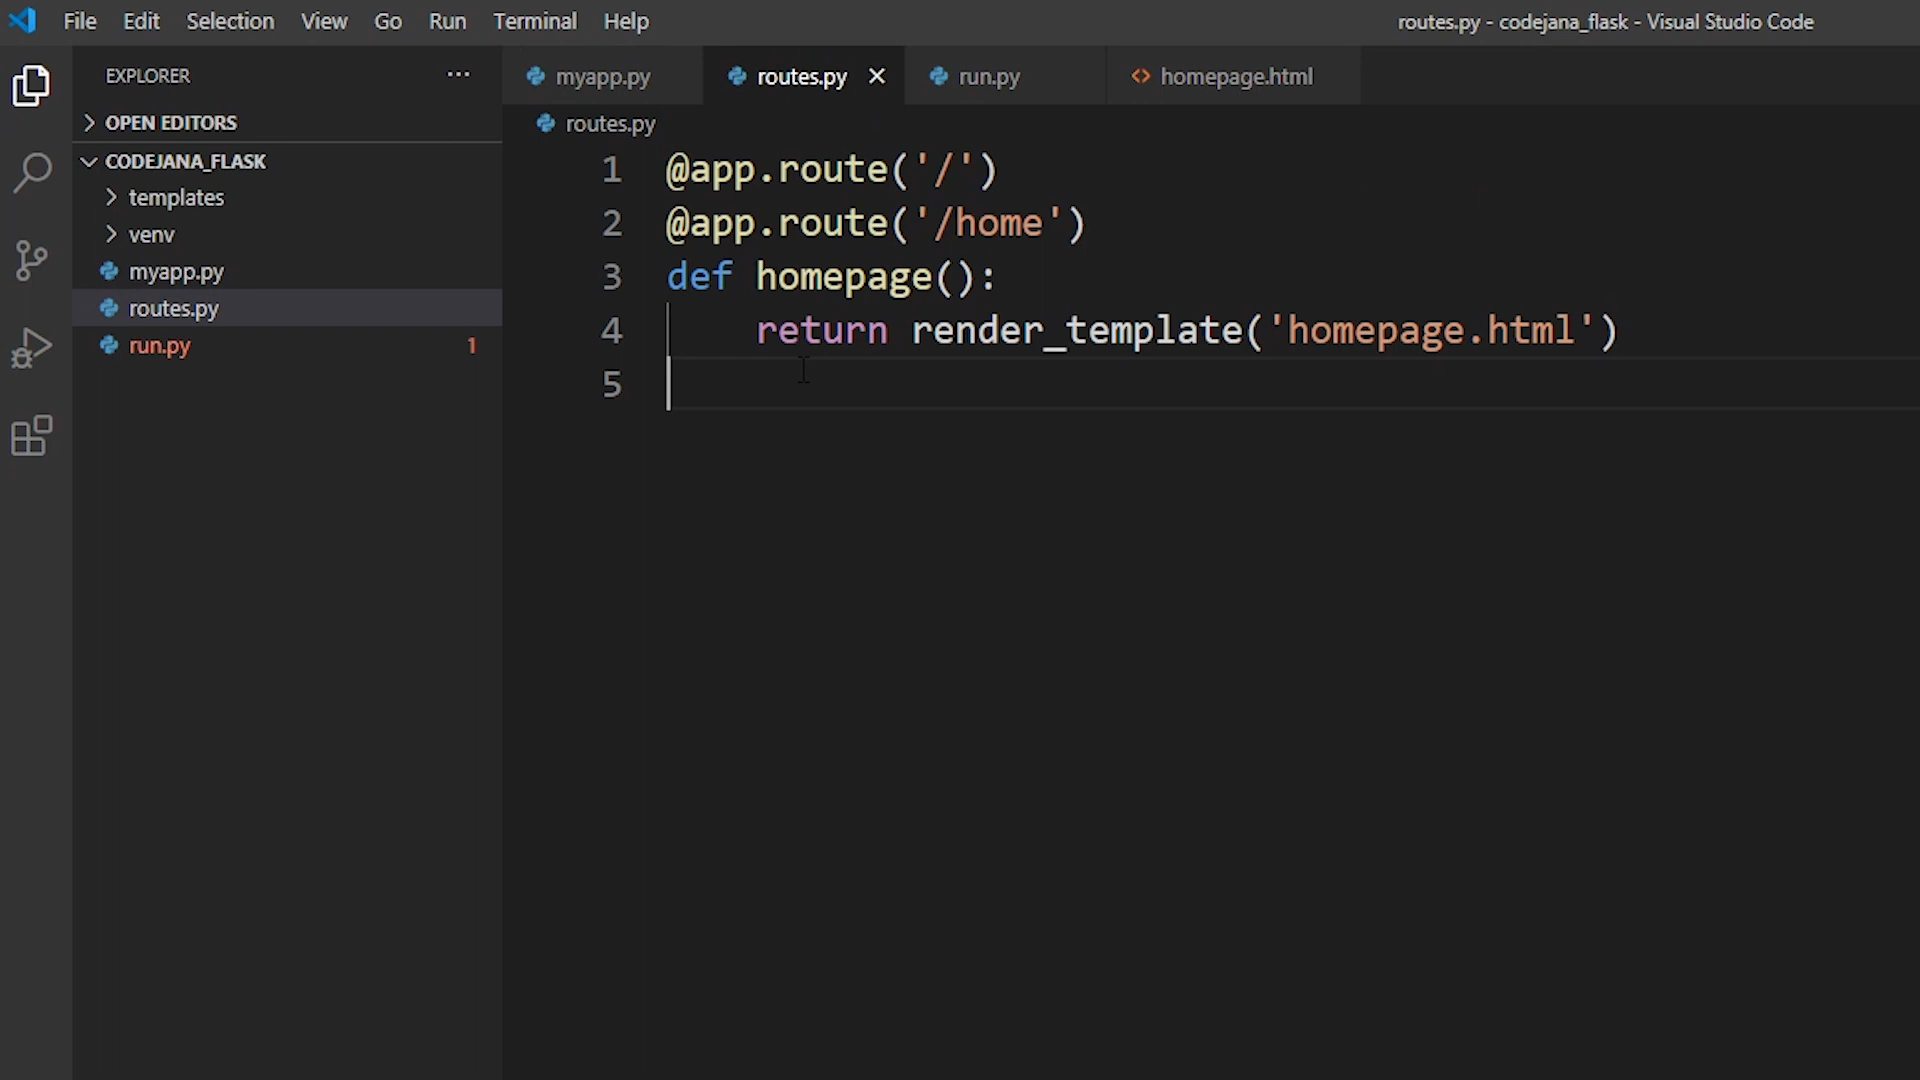 File Edit Selection View Go Run Terminal Help routes.py - codejana_flask - Visual Studio Code
EXPLORER ... myapp.py routes.py run.py <> homepage.html
OPEN EDITORS
CODEJANA_FLASK
templates
venv
myapp.py
routes.py
run.py 1
routes.py
1 @app.route('/')
2 @app.route('/home')
3 def homepage():
4 return render_template('homepage.html')
5